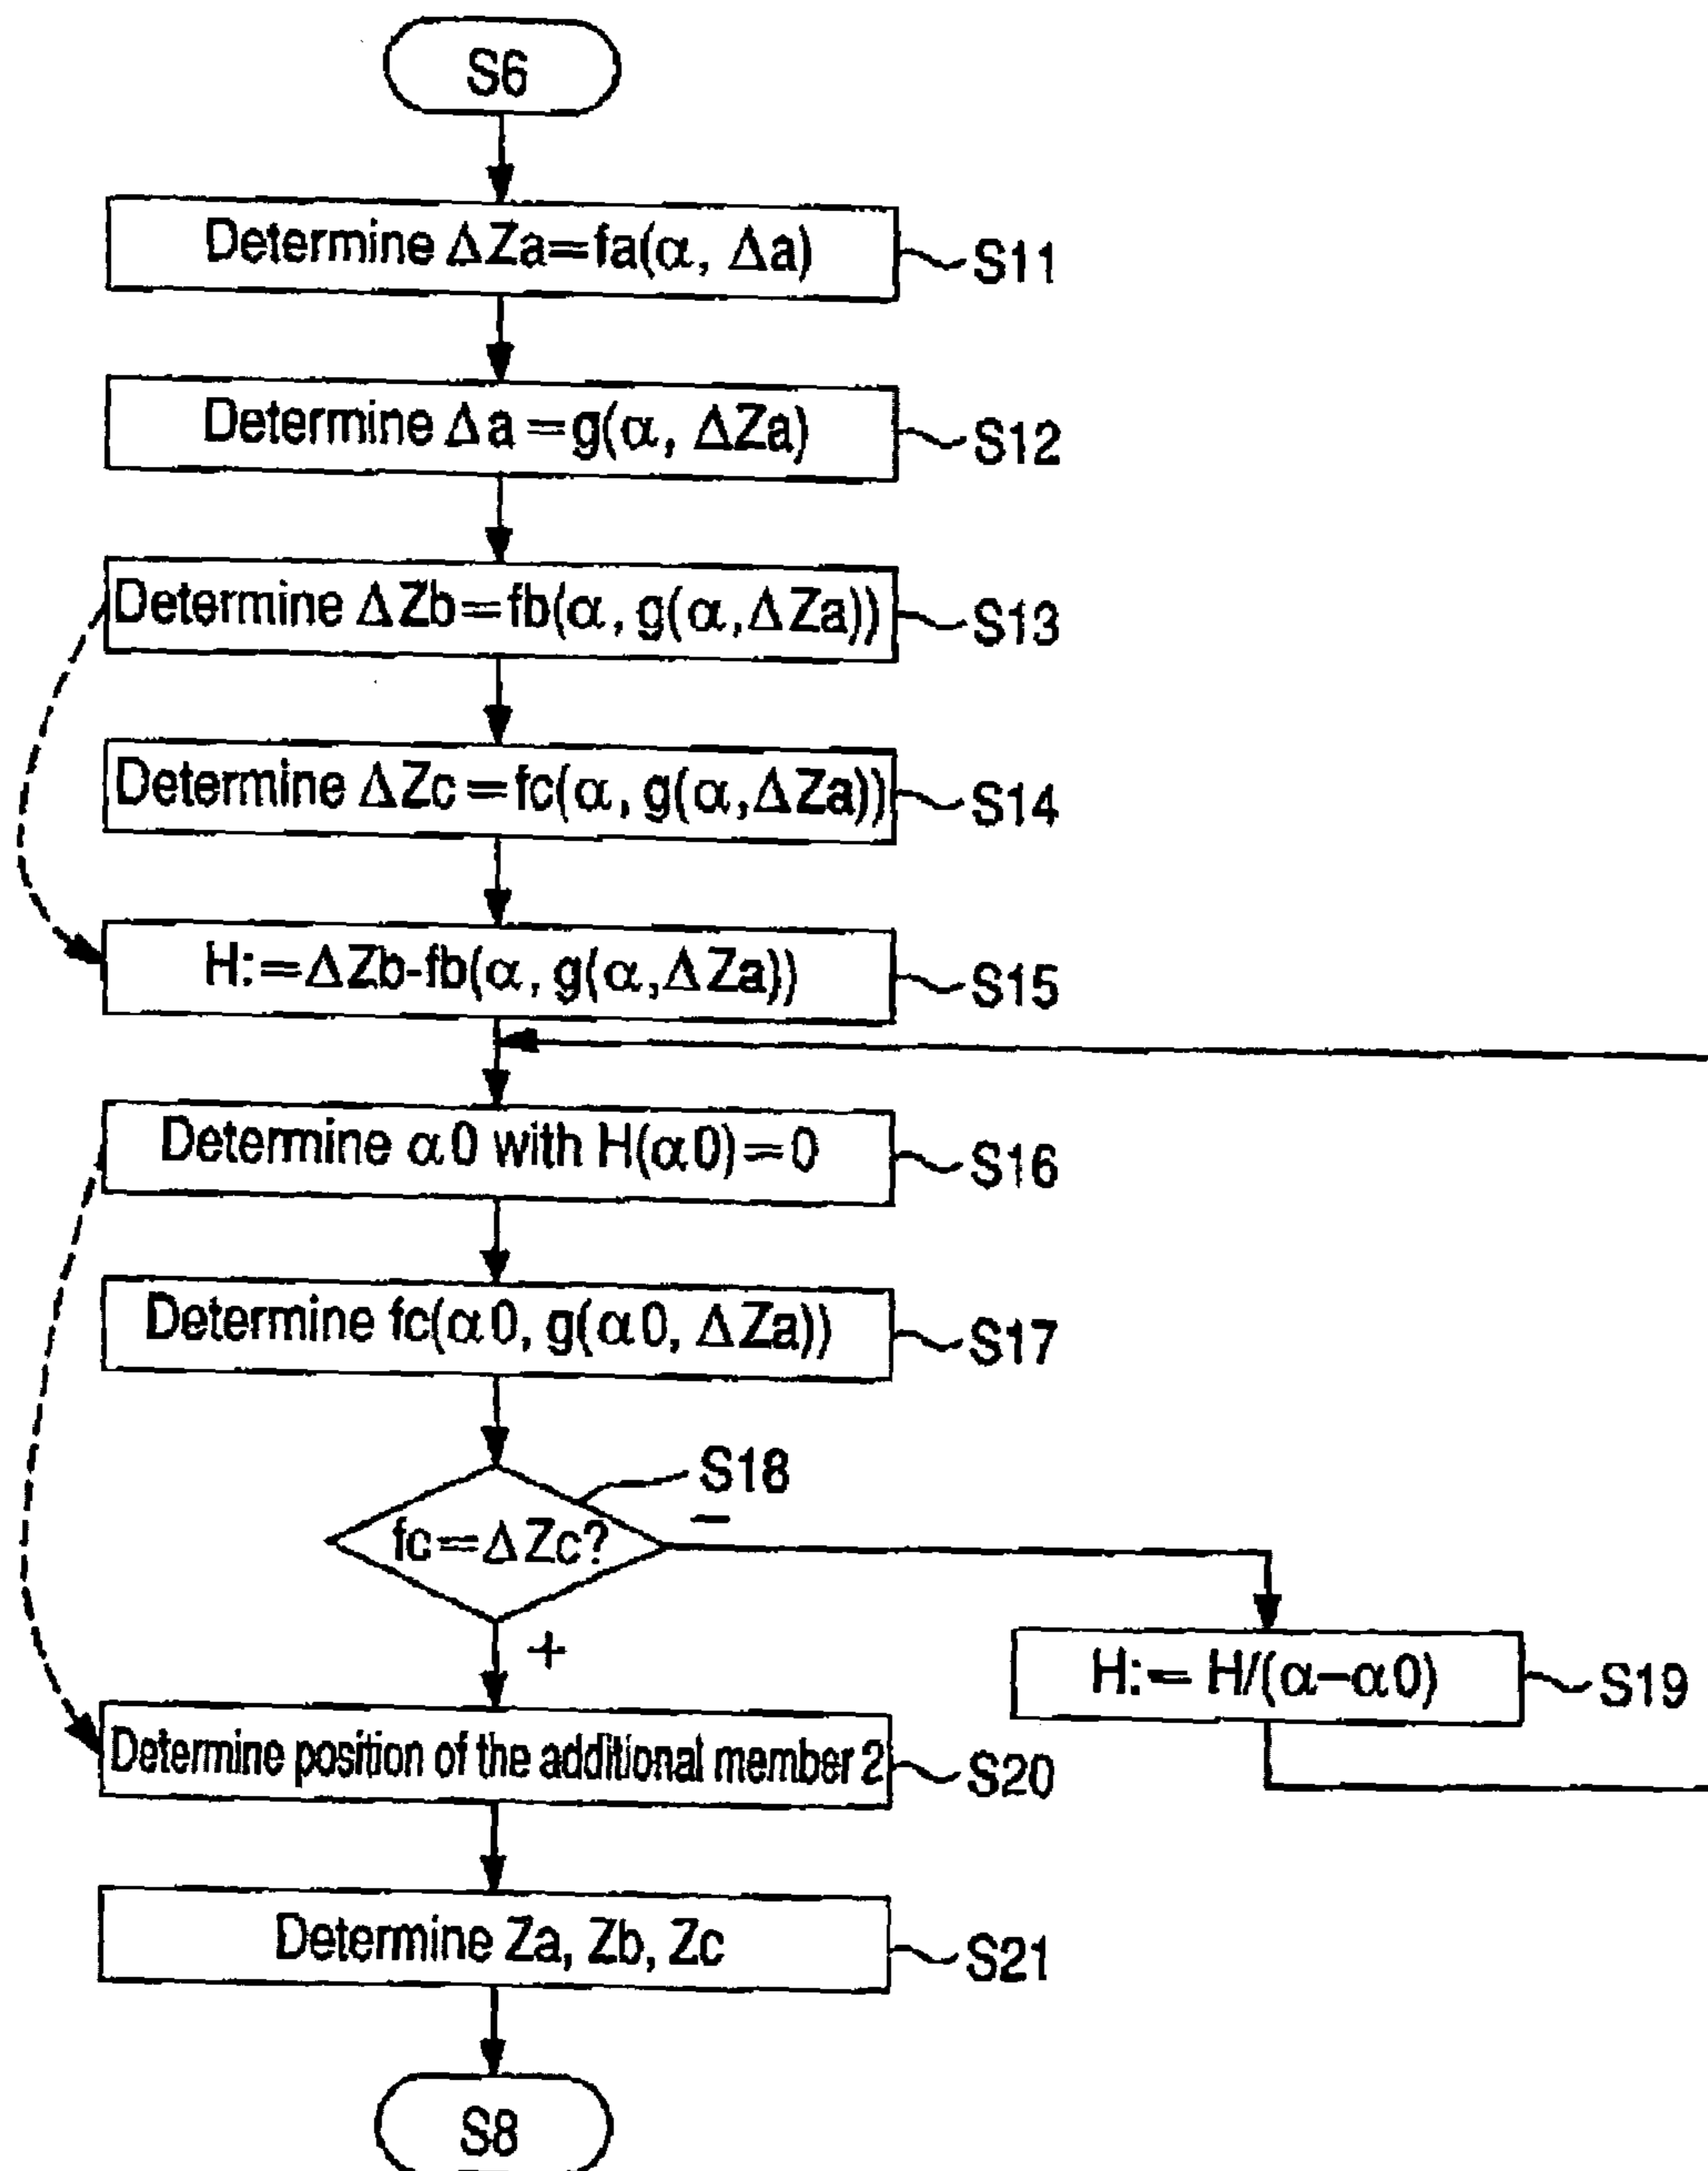 S6
Determine ΔZa=fa(α, Δa)
S11
Determine Δa=g(α, ΔZa)
S12
Determine ΔZb=fb(α, g(α,ΔZa))
S13
Determine ΔZc=fc(α, g(α,ΔZa))
S14
H:=ΔZb-fb(α, g(α,ΔZa))
S15
Determine α0 with H(α0)=0
S16
Determine fc(α0, g(α0, ΔZa))
S17
S18
fc=ΔZc?
−
+
H:= H/(α−α0)
S19
Determine position of the additional member 2
S20
Determine Za, Zb, Zc
S21
S8